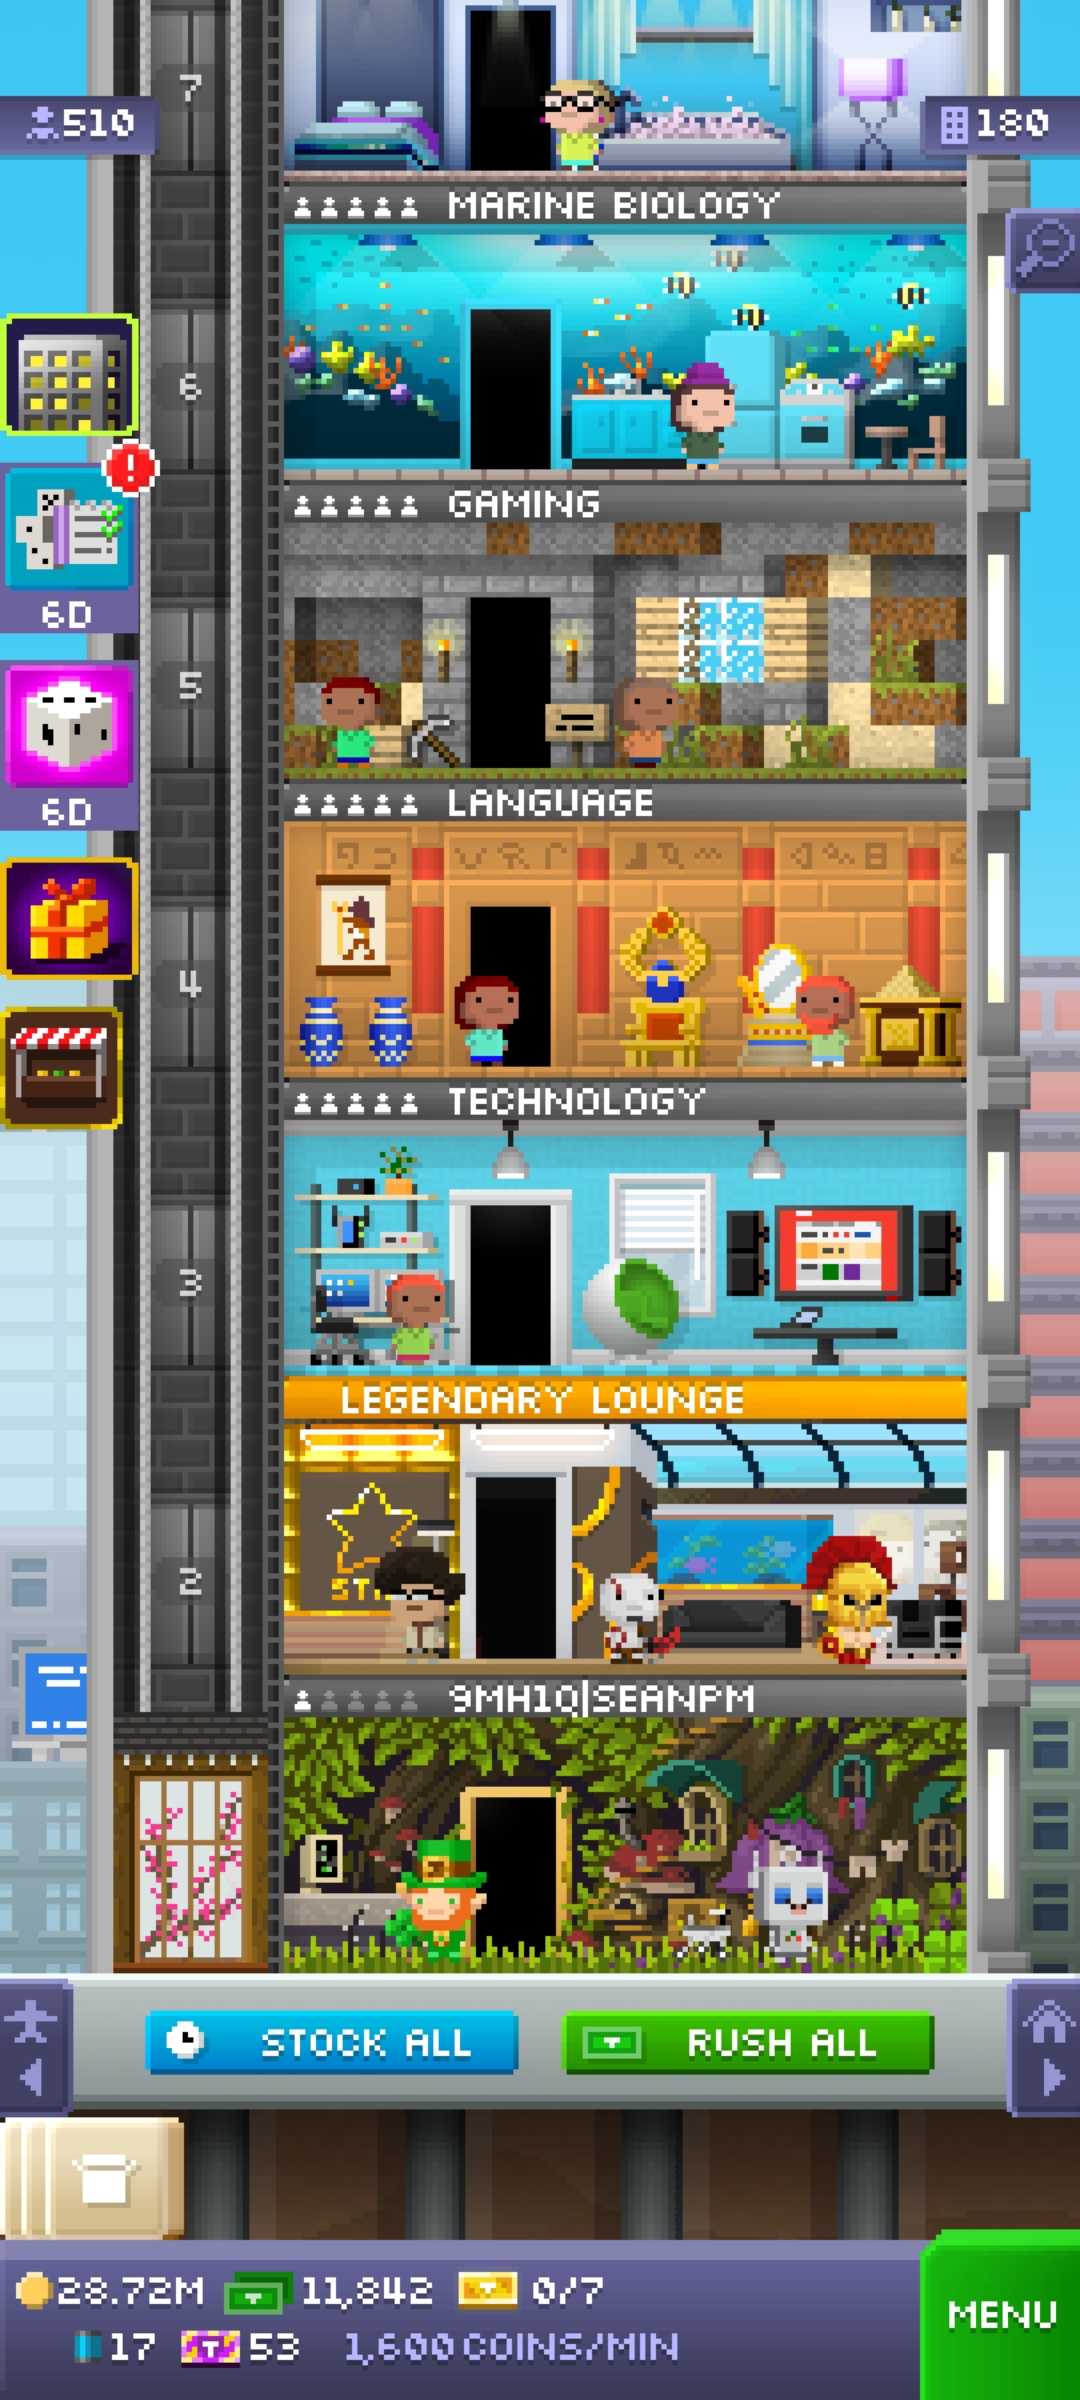 7
510
180
MARINE BIOLOGY
6
GAMING
6D
5
6D
LANGUAGE
4
TECHNOLOGY
3
LEGENDARY LOUNGE
2
9MH1Q|SEANPM
STOCK ALL
RUSH ALL
28.72M 11,842 0/7
17 53 1,600 COINS/MIN
MENU